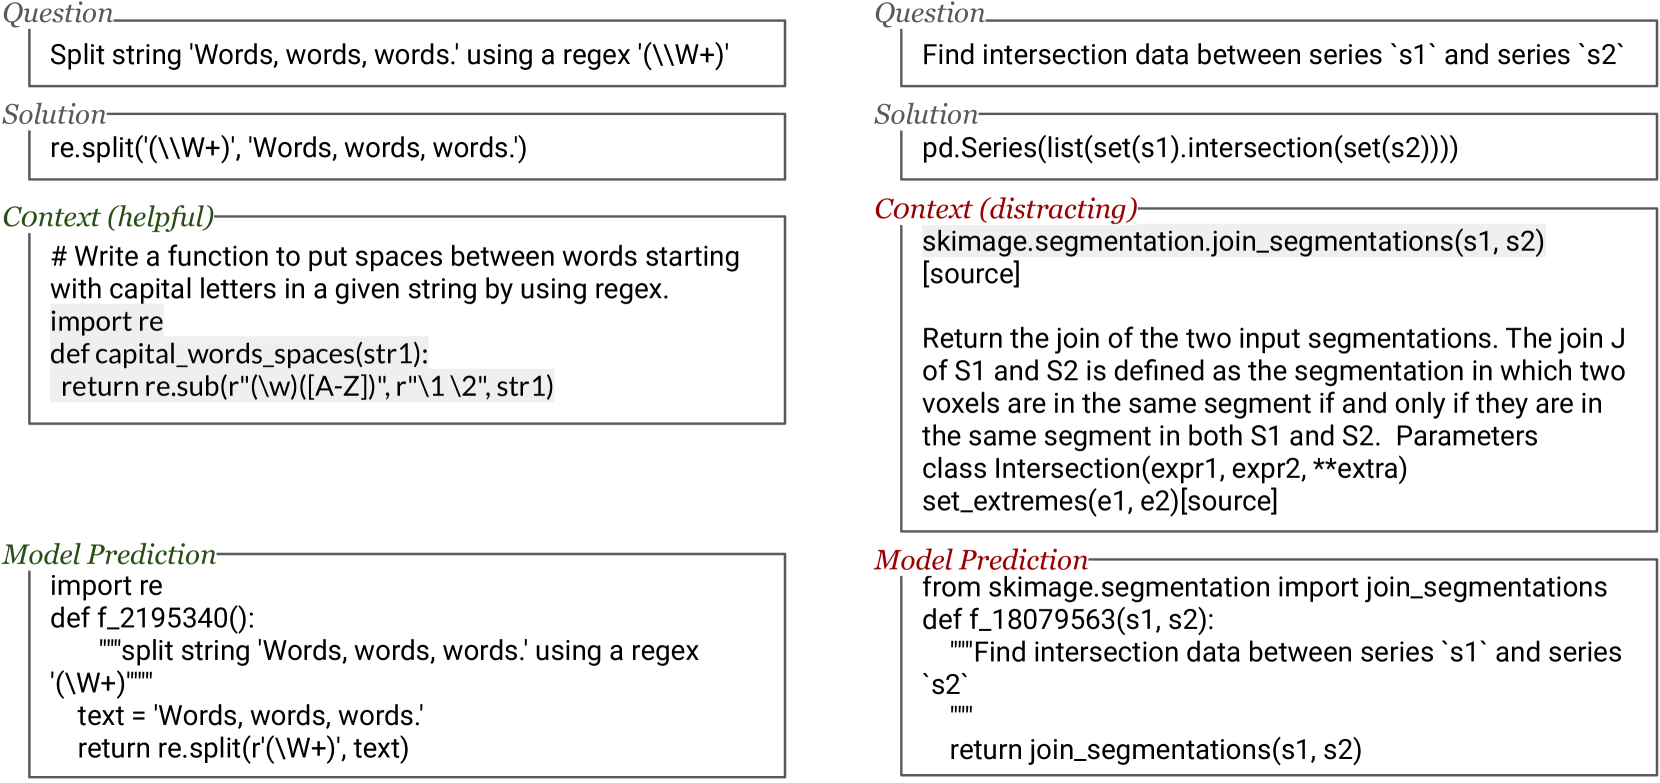 Question
Split string 'Words, words, words.' using a regex '(\\W+)'
Solution
re.split('(\\W+)', 'Words, words, words.')
Context (helpful)
# Write a function to put spaces between words starting
with capital letters in a given string by using regex.
import re
def capital_words_spaces(str1):
  return re.sub(r"(\w)([A-Z])", r"\1 \2", str1)
Model Prediction
import re
def f_2195340():
    """split string 'Words, words, words.' using a regex
'(\W+)"""
    text = 'Words, words, words.'
    return re.split(r'(\W+)', text)
Question
Find intersection data between series `s1` and series `s2`
Solution
pd.Series(list(set(s1).intersection(set(s2))))
Context (distracting)
skimage.segmentation.join_segmentations(s1, s2)
[source]
Return the join of the two input segmentations. The join J
of S1 and S2 is defined as the segmentation in which two
voxels are in the same segment if and only if they are in
the same segment in both S1 and S2.  Parameters
class Intersection(expr1, expr2, **extra)
set_extremes(e1, e2)[source]
Model Prediction
from skimage.segmentation import join_segmentations
def f_18079563(s1, s2):
    """Find intersection data between series `s1` and series
`s2`
    """
    return join_segmentations(s1, s2)